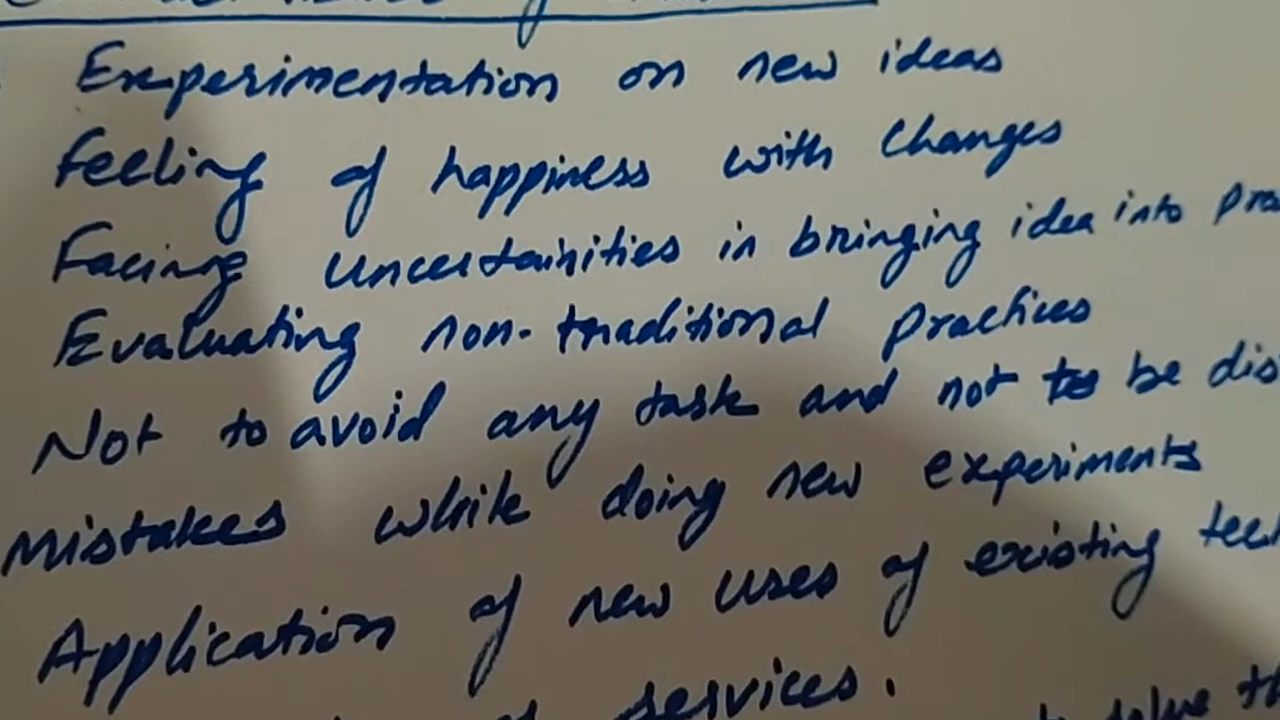 Experimentation on new ideas
Feeling of happiness with changes
Facing uncertainities in bringing idea into
Evaluating non-traditional practices
Not to avoid any task and not to be
Mistakes while doing new experiments
Application of new uses of existing
services.